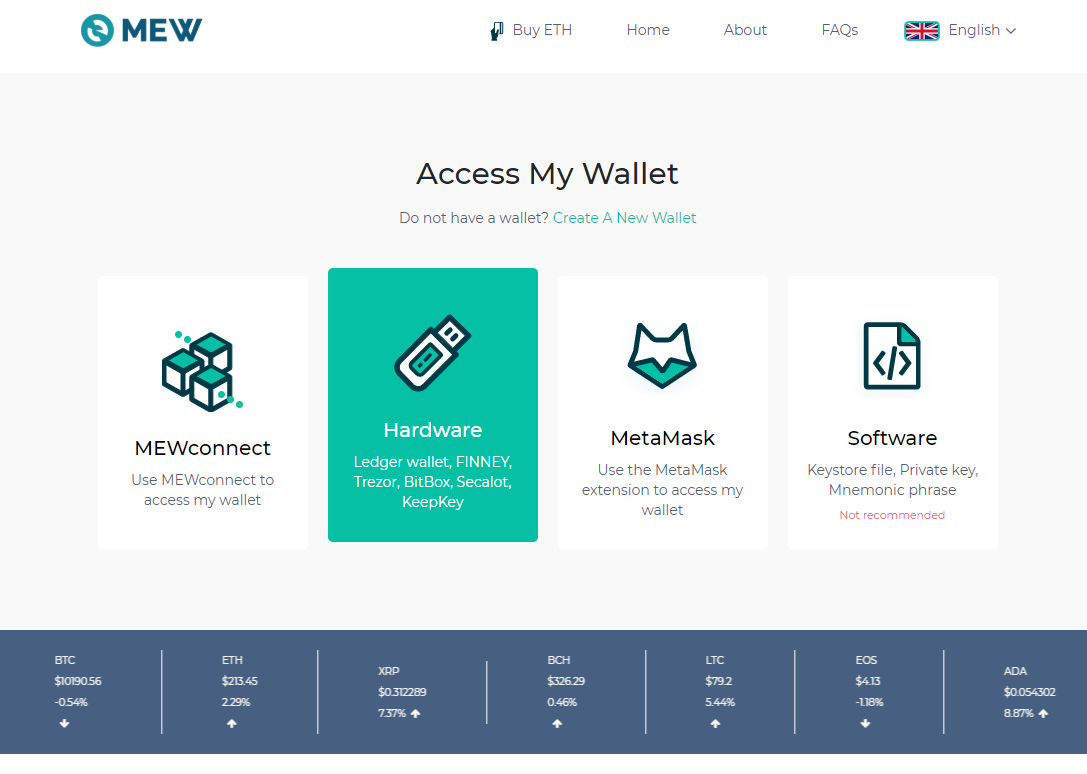 MEW
Buy ETH
Home
About
FAQs
English
Access My Wallet
Do not have a wallet? Create A New Wallet
MEWconnect
Use MEWconnect to
access my wallet
Hardware
Ledger wallet, FINNEY,
Trezor, BitBox, Secalot,
KeepKey
MetaMask
Use the MetaMask
extension to access my
wallet
Software
Keystore file, Private key,
Mnemonic phrase
Not recommended
BTC
$10190.56
-0.54%
ETH
$213.45
2.29%
XRP
$0.312289
7.37%
BCH
$326.29
0.46%
LTC
$79.2
5.44%
EOS
$4.13
-1.18%
ADA
$0.054302
8.87%